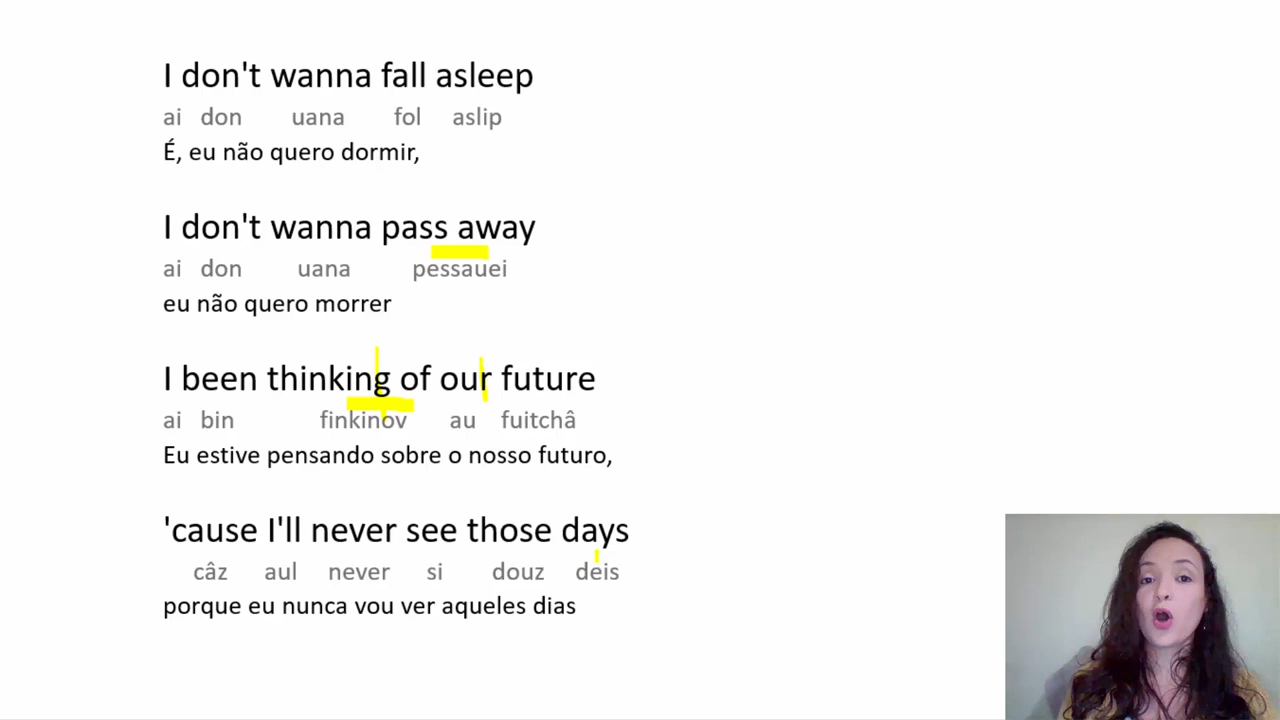 I don't wanna fall asleep
ai don uana fol aslip
É, eu não quero dormir,
I don't wanna pass away
ai don uana pessauei
eu não quero morrer
I been thinking of our future
ai bin finkinov au fuitchâ
Eu estive pensando sobre o nosso futuro,
'cause I'll never see those days
câz aul never si douz deis
porque eu nunca vou ver aqueles dias